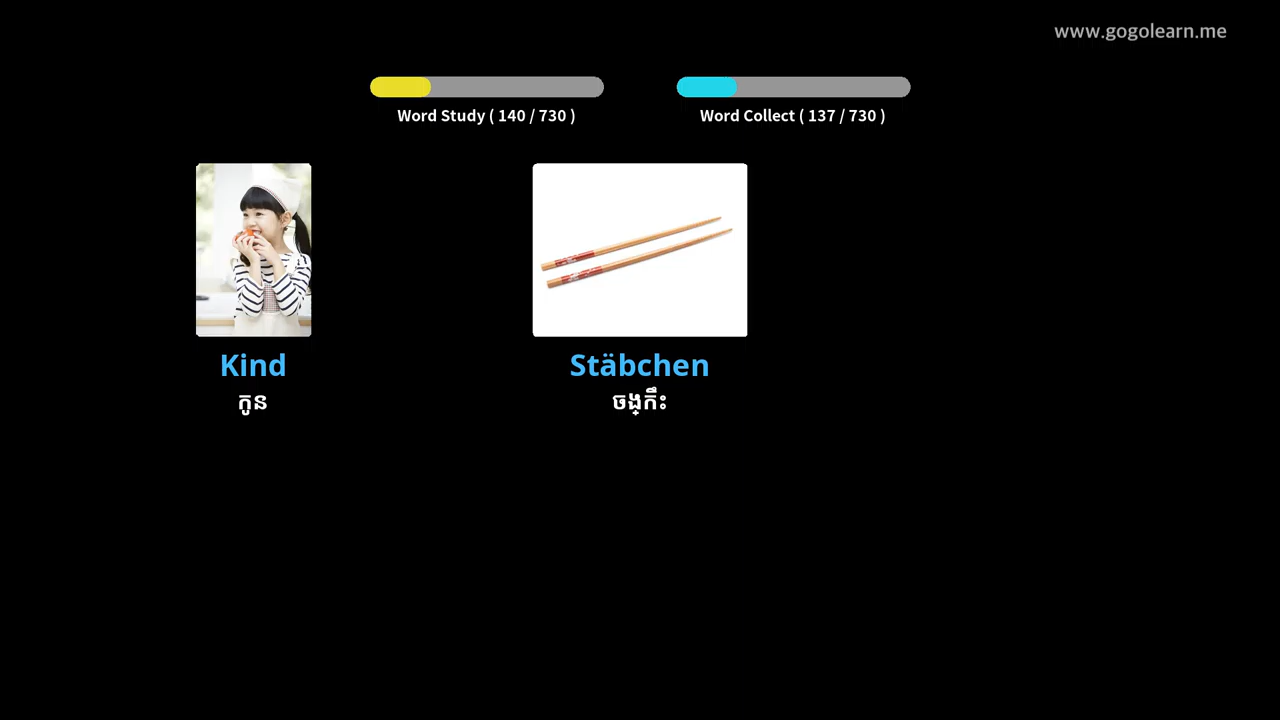 www.gogolearn.me
Word Study ( 140 / 730 )
Word Collect ( 137 / 730 )
Kind
កូន
Stäbchen
ចង្កឹះ